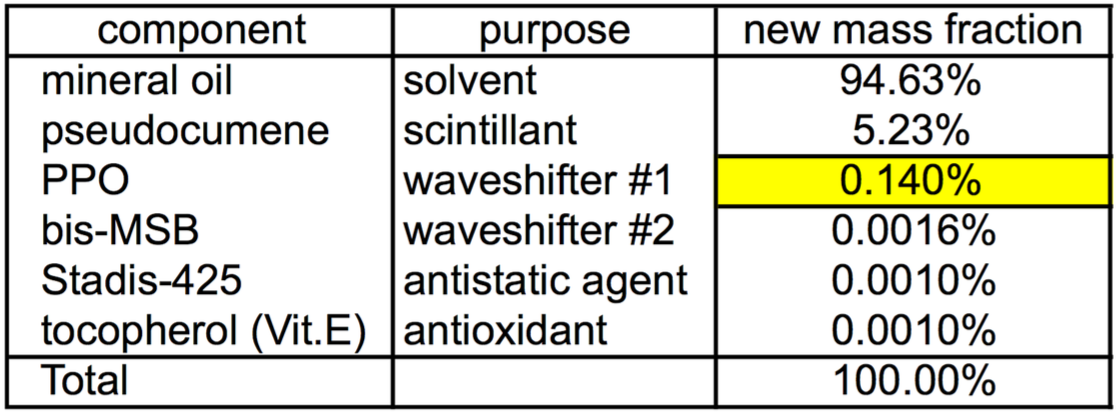 component purpose new mass fraction
mineral oil solvent 94.63%
pseudocumene scintillant 5.23%
PPO waveshifter #1 0.140%
bis-MSB waveshifter #2 0.0016%
Stadis-425 antistatic agent 0.0010%
tocopherol (Vit.E) antioxidant 0.0010%
Total 100.00%